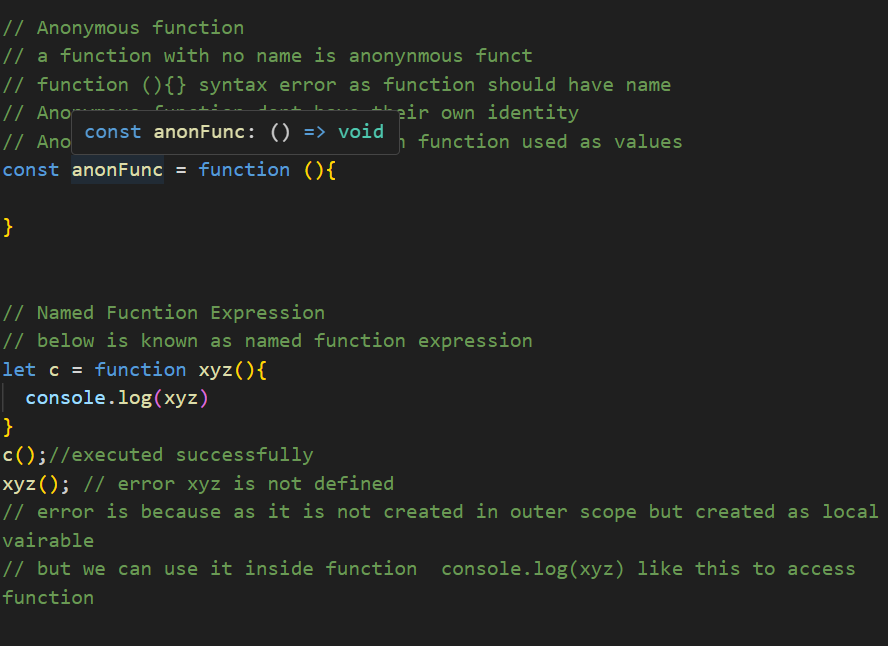 // Anonymous function
// a function with no name is anonynmous funct
// function (){} syntax error as function should have name
// Anonymous function dont have their own identity
// Ano function used as values
const anonFunc: () => void
const anonFunc = function (){
}
// Named Fucntion Expression
// below is known as named function expression
let c = function xyz(){
console.log(xyz)
}
c();//executed successfully
xyz(); // error xyz is not defined
// error is because as it is not created in outer scope but created as local
vairable
// but we can use it inside function  console.log(xyz) like this to access
function